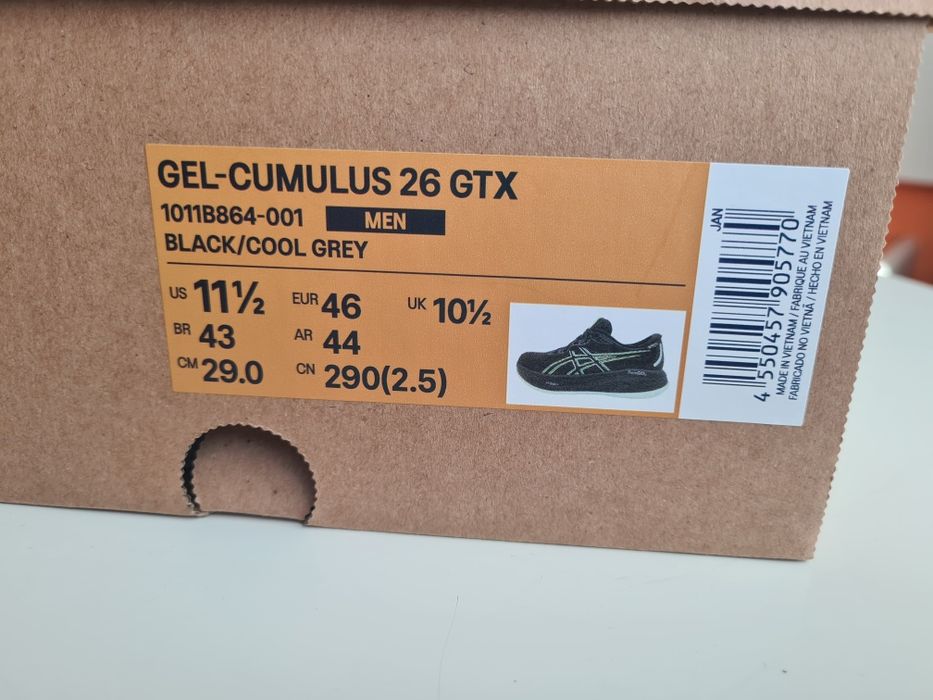 GEL-CUMULUS 26 GTX
1011B864-001 MEN
BLACK/COOL GREY
US 11½ EUR 46 UK 10½
BR 43 AR 44
CM 29.0 CN 290(2.5)
JAN
4 550457 905770
MADE IN VIETNAM / FABRIQUE AU VIETNAM
FABRICADO NO VIETNÃ / HECHO EN VIETNAM